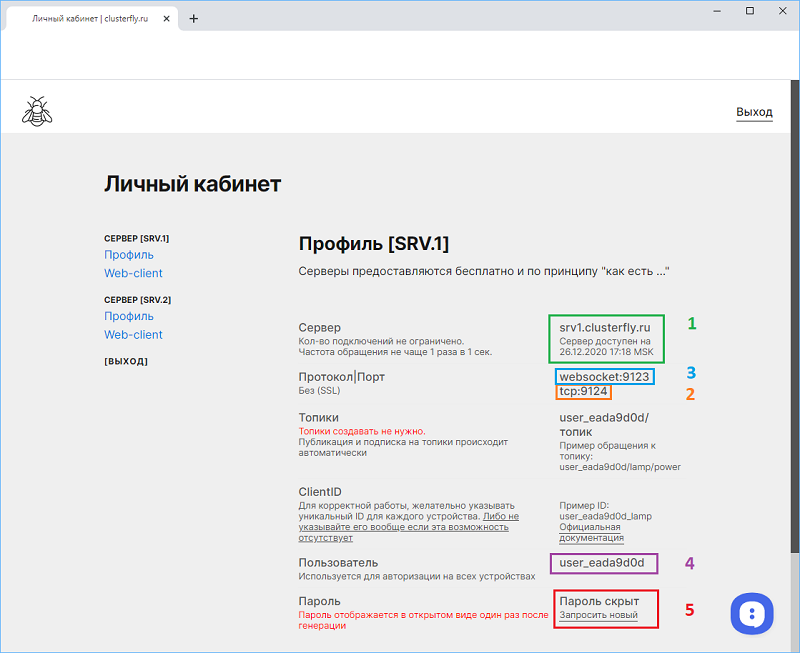 Личный кабинет | clusterfly.ru
Выход
Личный кабинет
СЕРВЕР [SRV.1]
Профиль
Web-client
СЕРВЕР [SRV.2]
Профиль
Web-client
[ВЫХОД]
Профиль [SRV.1]
Серверы предоставляются бесплатно и по принципу "как есть ..."
Сервер
Кол-во подключений не ограничено.
Частота обращения не чаще 1 раза в 1 сек.
srv1.clusterfly.ru
Сервер доступен на
26.12.2020 17:18 MSK
1
Протокол|Порт
Без (SSL)
websocket:9123
3
tcp:9124
2
Топики
Топики создавать не нужно.
Публикация и подписка на топики происходит
автоматически
user_eada9d0d/
топик
Пример обращения к
топику:
user_eada9d0d/lamp/power
ClientID
Для корректной работы, желательно указывать
уникальный ID для каждого устройства. Либо не
указывайте его вообще если эта возможность
отсутствует
Пример ID:
user_eada9d0d_lamp
Официальная
документация
Пользователь
Используется для авторизации на всех устройствах
user_eada9d0d
4
Пароль
Пароль отображается в открытом виде один раз после
генерации
Пароль скрыт
Запросить новый
5